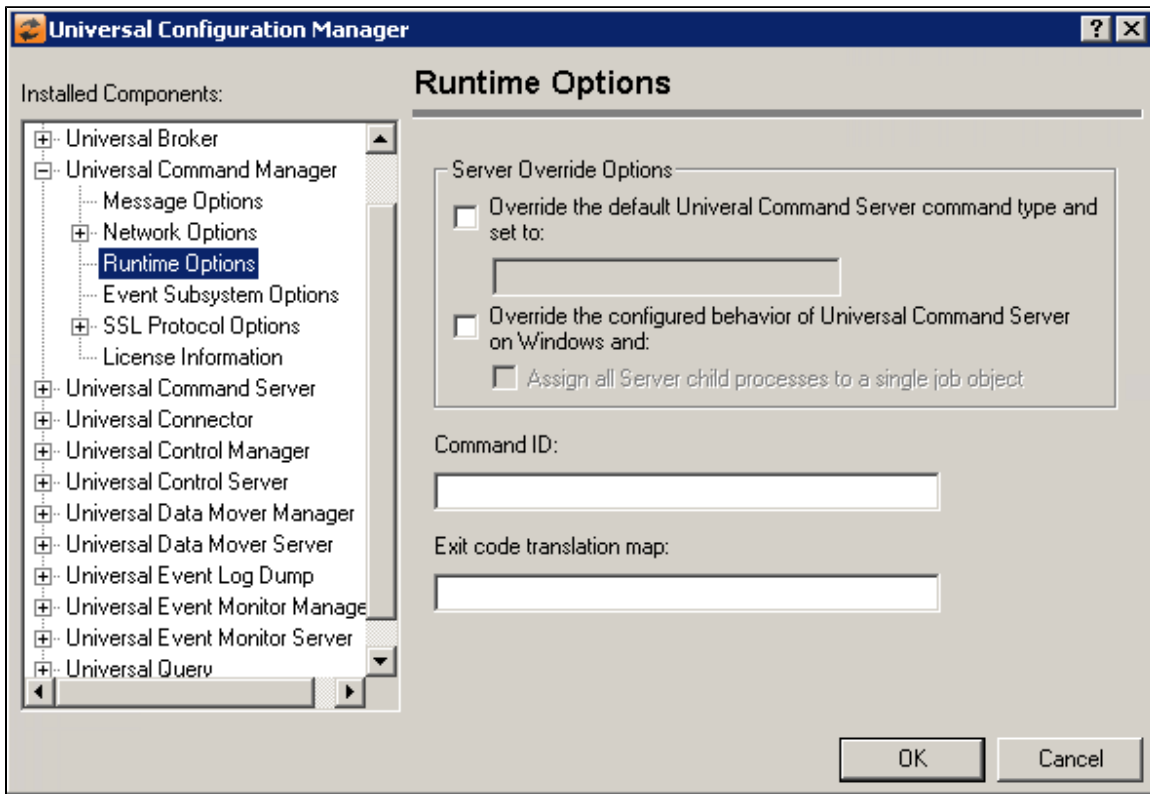 Universal Configuration Manager
Installed Components:
Universal Broker
Universal Command Manager
Message Options
Network Options
Runtime Options
Event Subsystem Options
SSL Protocol Options
License Information
Universal Command Server
Universal Connector
Universal Control Manager
Universal Control Server
Universal Data Mover Manager
Universal Data Mover Server
Universal Event Log Dump
Universal Event Monitor Manage
Universal Event Monitor Server
Universal Query
Runtime Options
Server Override Options
Override the default Univeral Command Server command type and
set to:
Override the configured behavior of Universal Command Server
on Windows and:
Assign all Server child processes to a single job object
Command ID:
Exit code translation map:
OK
Cancel